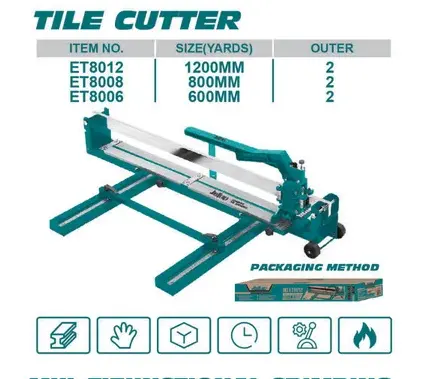 TILE CUTTER
ITEM NO. SIZE(YARDS) OUTER
ET8012 1200MM 2
ET8008 800MM 2
ET8006 600MM 2
PACKAGING METHOD